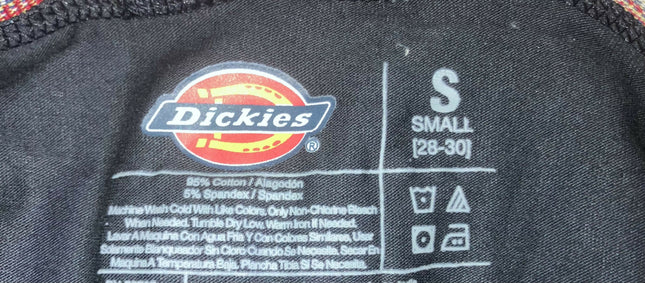 Dickies®
S
SMALL
[28-30]
95% Cotton / Algodón
5% Spandex / Spandex
Machine Wash Cold With Like Colors. Only Non-Chlorine Bleach
When Needed. Tumble Dry Low. Warm Iron If Needed.
Lavar A Maquina Con Agua Fria Y Con Colores Similares. Usar
Solamente Blanqueador Sin Cloro Cuando Se Necesite. Secar En
Maquina A Temperatura Baja. Plancha Tibia Si Se Necesita.